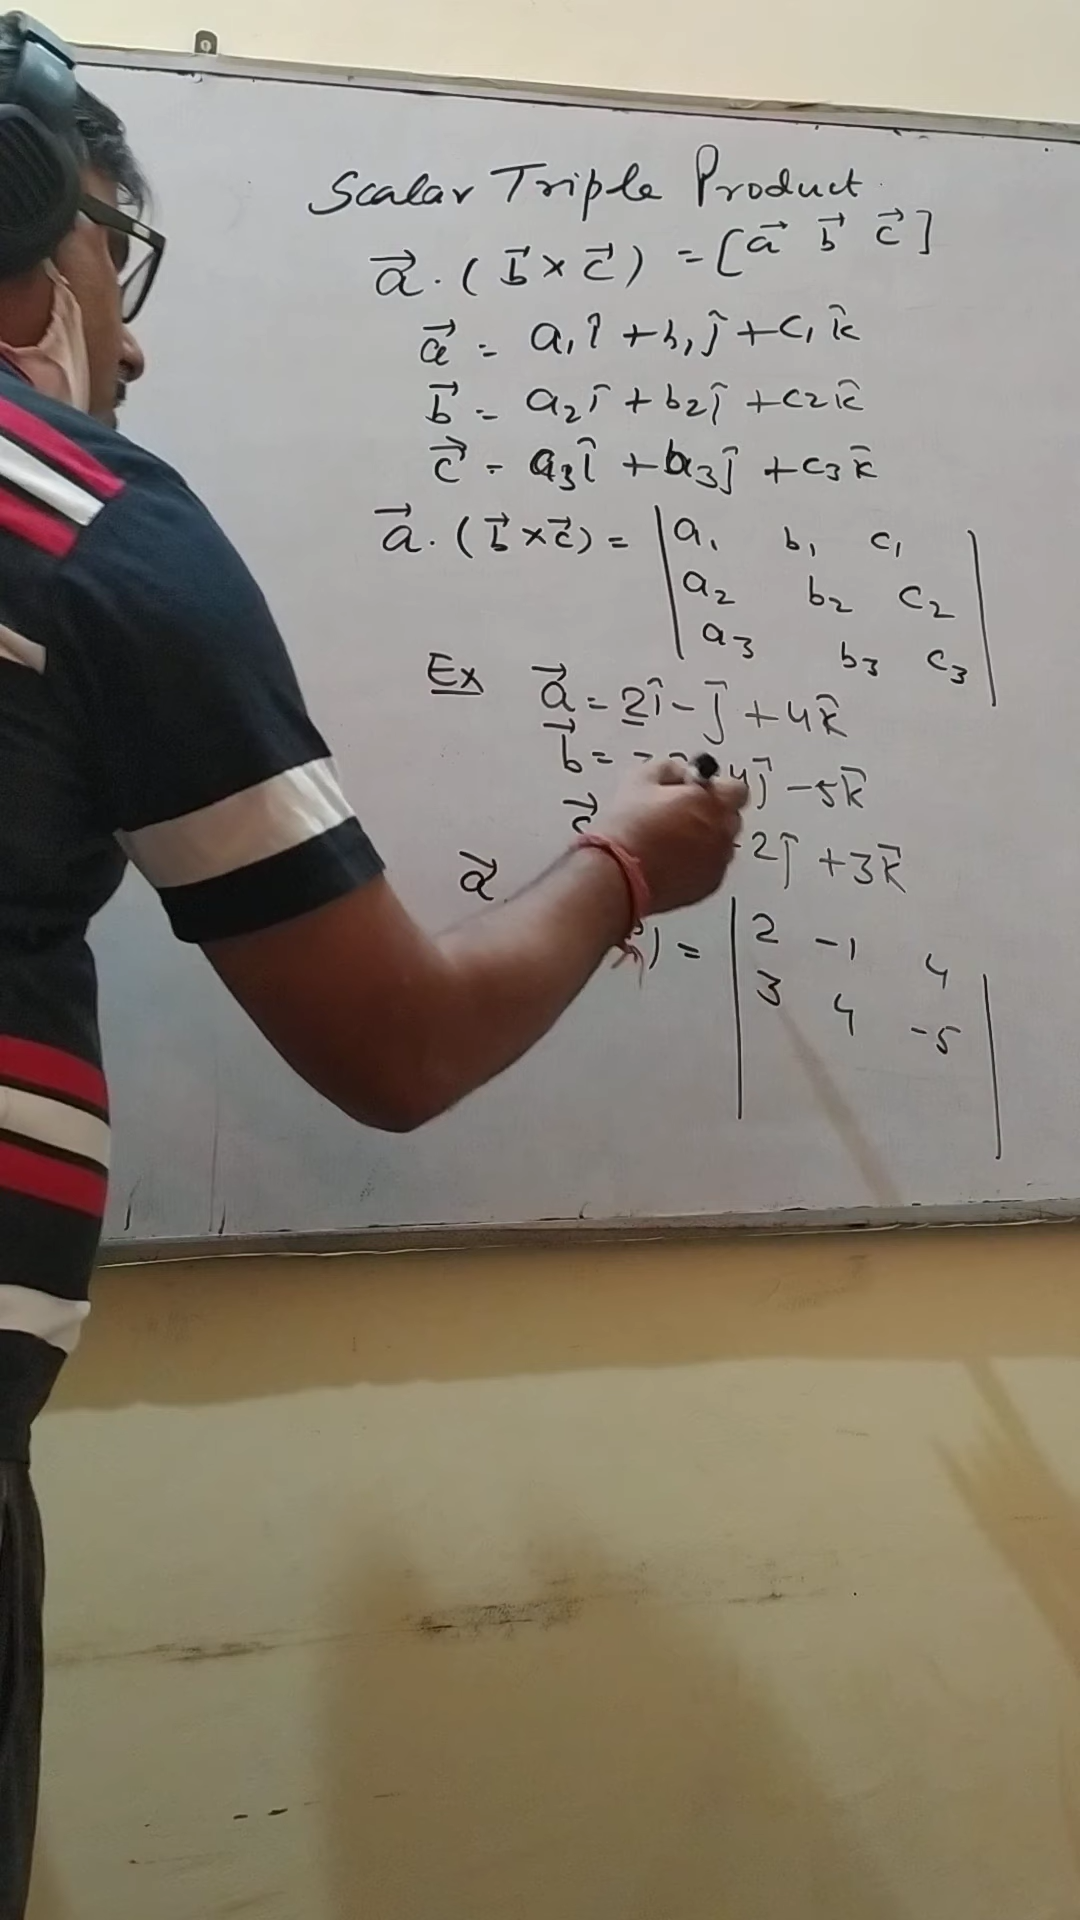 Scalar Triple Product
a⃗ . ( b⃗ × c⃗ ) = [ a⃗ b⃗ c⃗ ]
a⃗ = a₁î + b₁ĵ + c₁k̂
b⃗ = a₂î + b₂ĵ + c₂k̂
c⃗ = a₃î + b₃ĵ + c₃k̂
a⃗ . ( b⃗ × c⃗ ) = | a₁ b₁ c₁
a₂ b₂ c₂
a₃ b₃ c₃ |
Ex a⃗ = 2î - ĵ + 4k̂
b⃗ = 4ĵ - 5k̂
2ĵ + 3k̂
a⃗ . ) = | 2 -1 4
3 4 -5 |